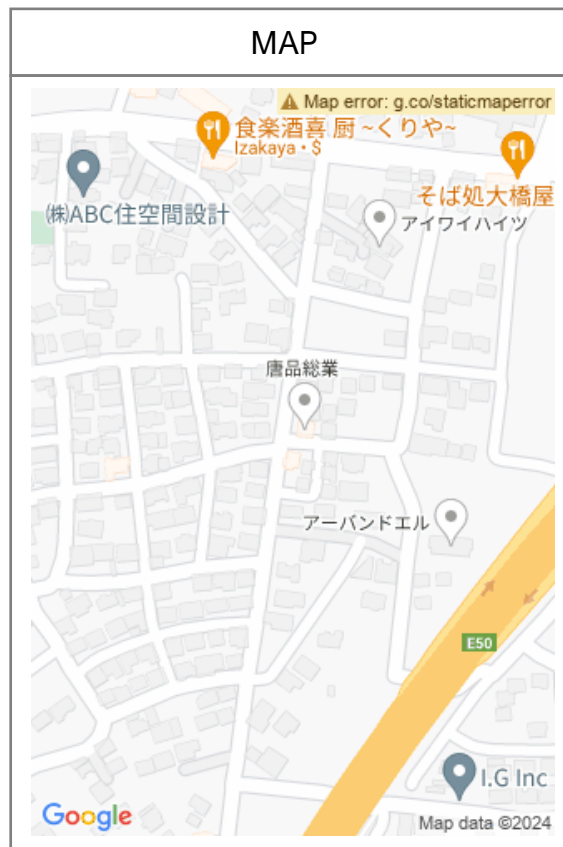 MAP
Map error: g.co/staticmaperror
食楽酒喜 厨 ~くりや~
Izakaya • $
そば処大橋屋
㈱ABC住空間設計
アイワイハイツ
唐品総業
アーバンドエル
E50
I.G Inc
Google
Map data ©2024